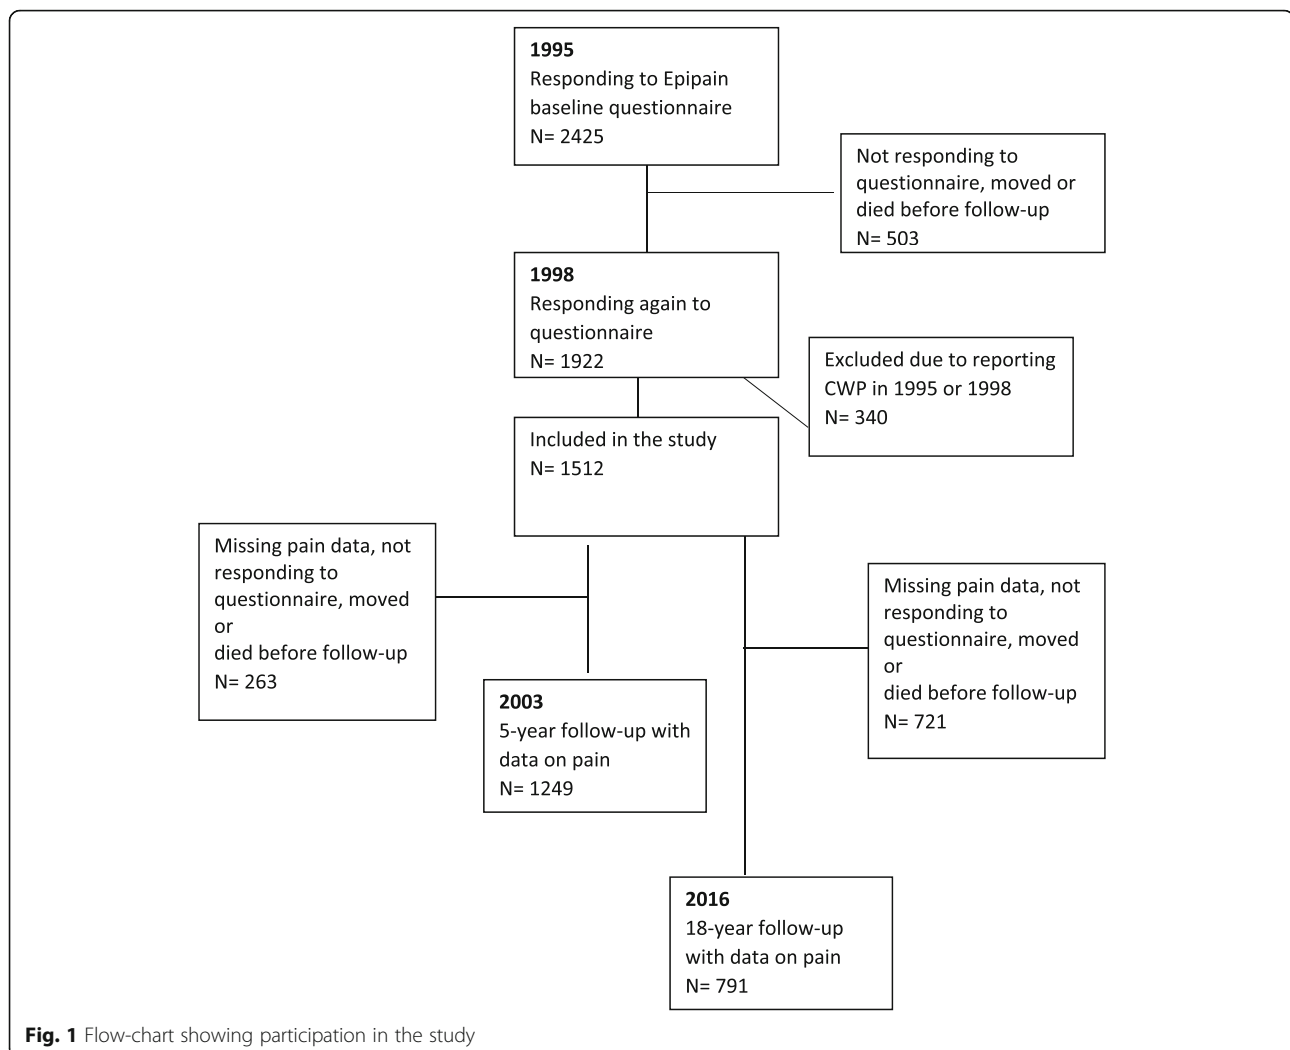 1995
Responding to Epipain
baseline questionnaire
N= 2425
Not responding to
questionnaire, moved or
died before follow-up
N= 503
1998
Responding again to
questionnaire
N= 1922
Excluded due to reporting
CWP in 1995 or 1998
N= 340
Included in the study
N= 1512
Missing pain data, not
responding to
questionnaire, moved
or
died before follow-up
N= 263
Missing pain data, not
responding to
questionnaire, moved
or
died before follow-up
N= 721
2003
5-year follow-up with
data on pain
N= 1249
2016
18-year follow-up
with data on pain
N= 791
Fig. 1 Flow-chart showing participation in the study